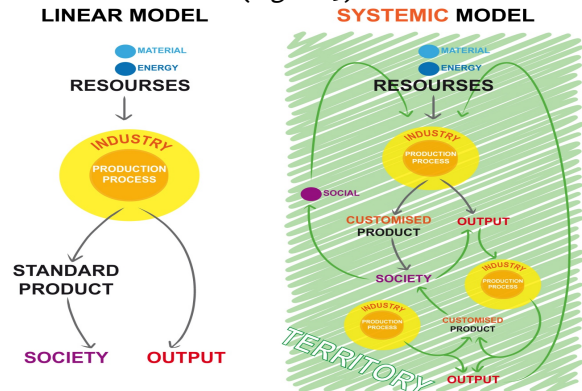 LINEAR MODEL
MATERIAL
ENERGY
RESOURSES
INDUSTRY
PRODUCTION
PROCESS
STANDARD
PRODUCT
SOCIETY
OUTPUT
SYSTEMIC MODEL
MATERIAL
ENERGY
RESOURSES
INDUSTRY
PRODUCTION
PROCESS
SOCIAL
CUSTOMISED
PRODUCT
OUTPUT
SOCIETY
INDUSTRY
PRODUCTION
PROCESS
INDUSTRY
PRODUCTION
PROCESS
CUSTOMISED
PRODUCT
TERRITORY
OUTPUT